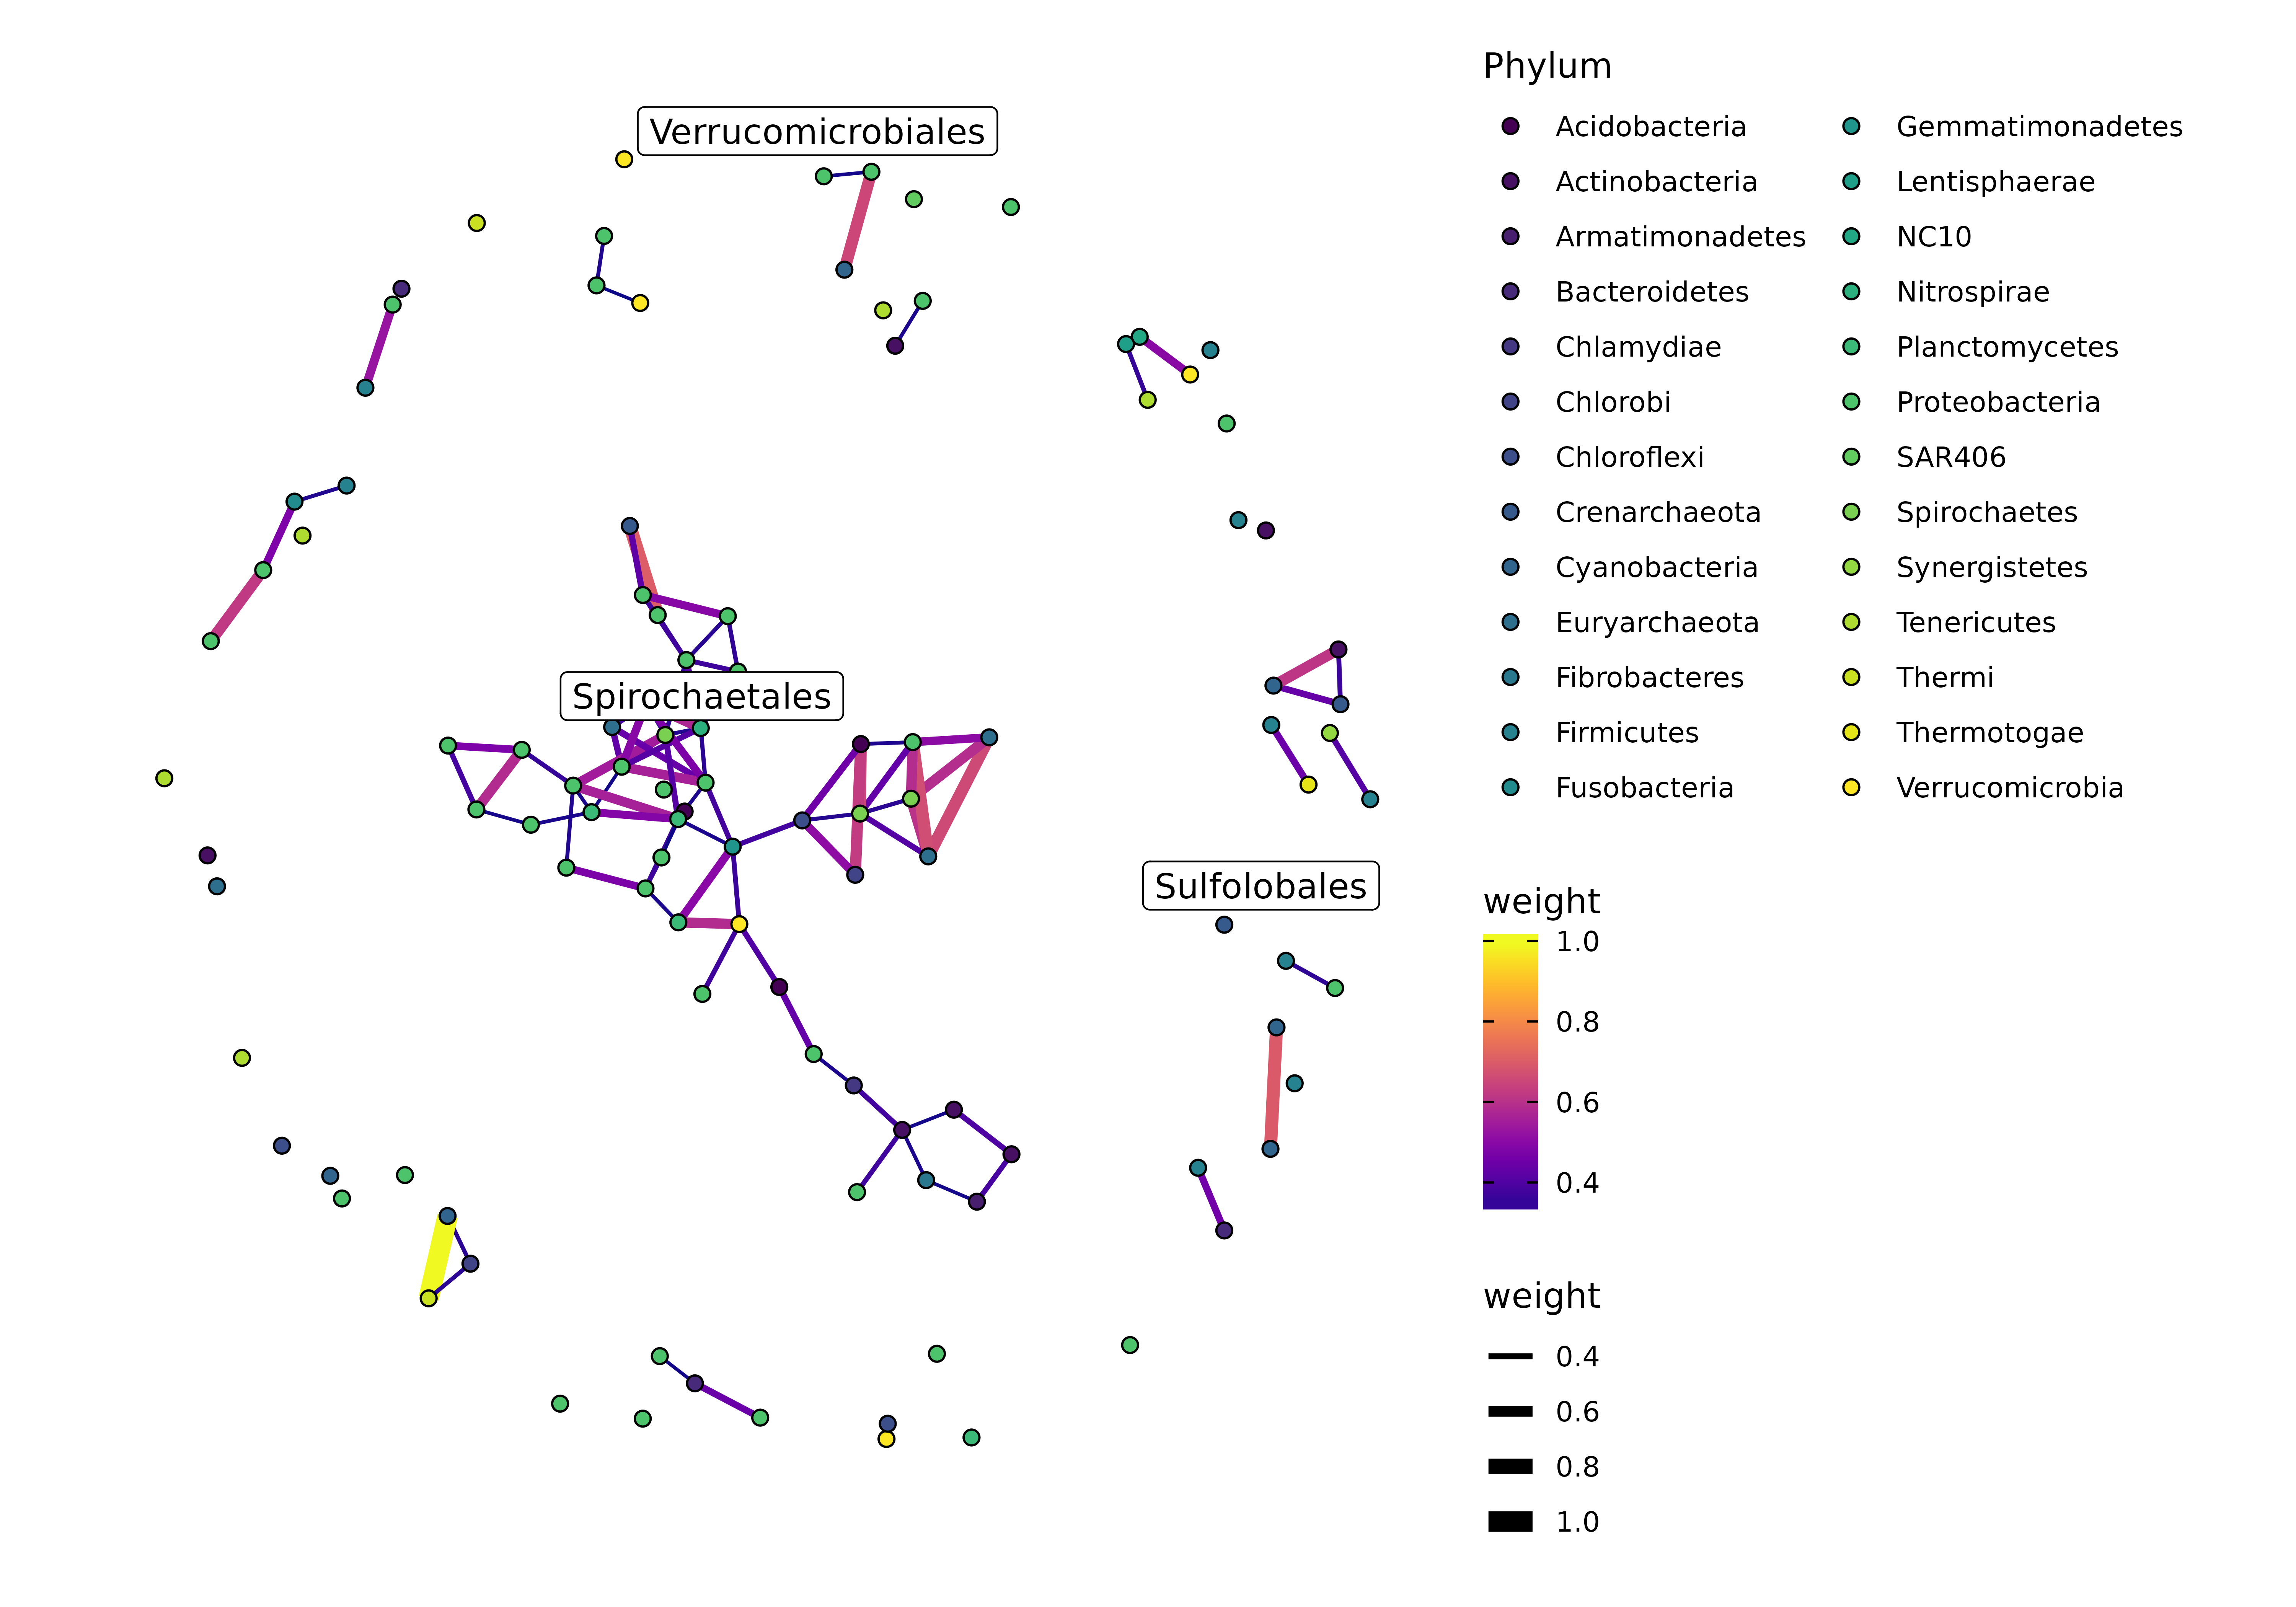 Verrucomicrobiales
Spirochaetales
Sulfolobales
Phylum
Acidobacteria
Actinobacteria
Armatimonadetes
Bacteroidetes
Chlamydiae
Chlorobi
Chloroflexi
Crenarchaeota
Cyanobacteria
Euryarchaeota
Fibrobacteres
Firmicutes
Fusobacteria
Gemmatimonadetes
Lentisphaerae
NC10
Nitrospirae
Planctomycetes
Proteobacteria
SAR406
Spirochaetes
Synergistetes
Tenericutes
Thermi
Thermotogae
Verrucomicrobia
weight
1.0
0.8
0.6
0.4
weight
0.4
0.6
0.8
1.0